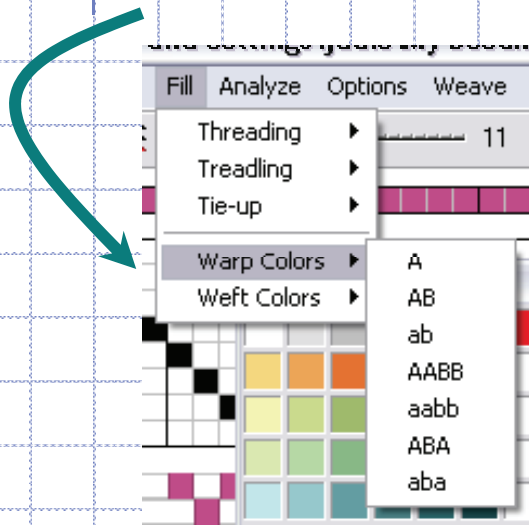 Fill Analyze Options Weave
Threading
11
Treadling
Tie-up
Warp Colors
A
Weft Colors
AB
ab
AABB
aabb
ABA
aba